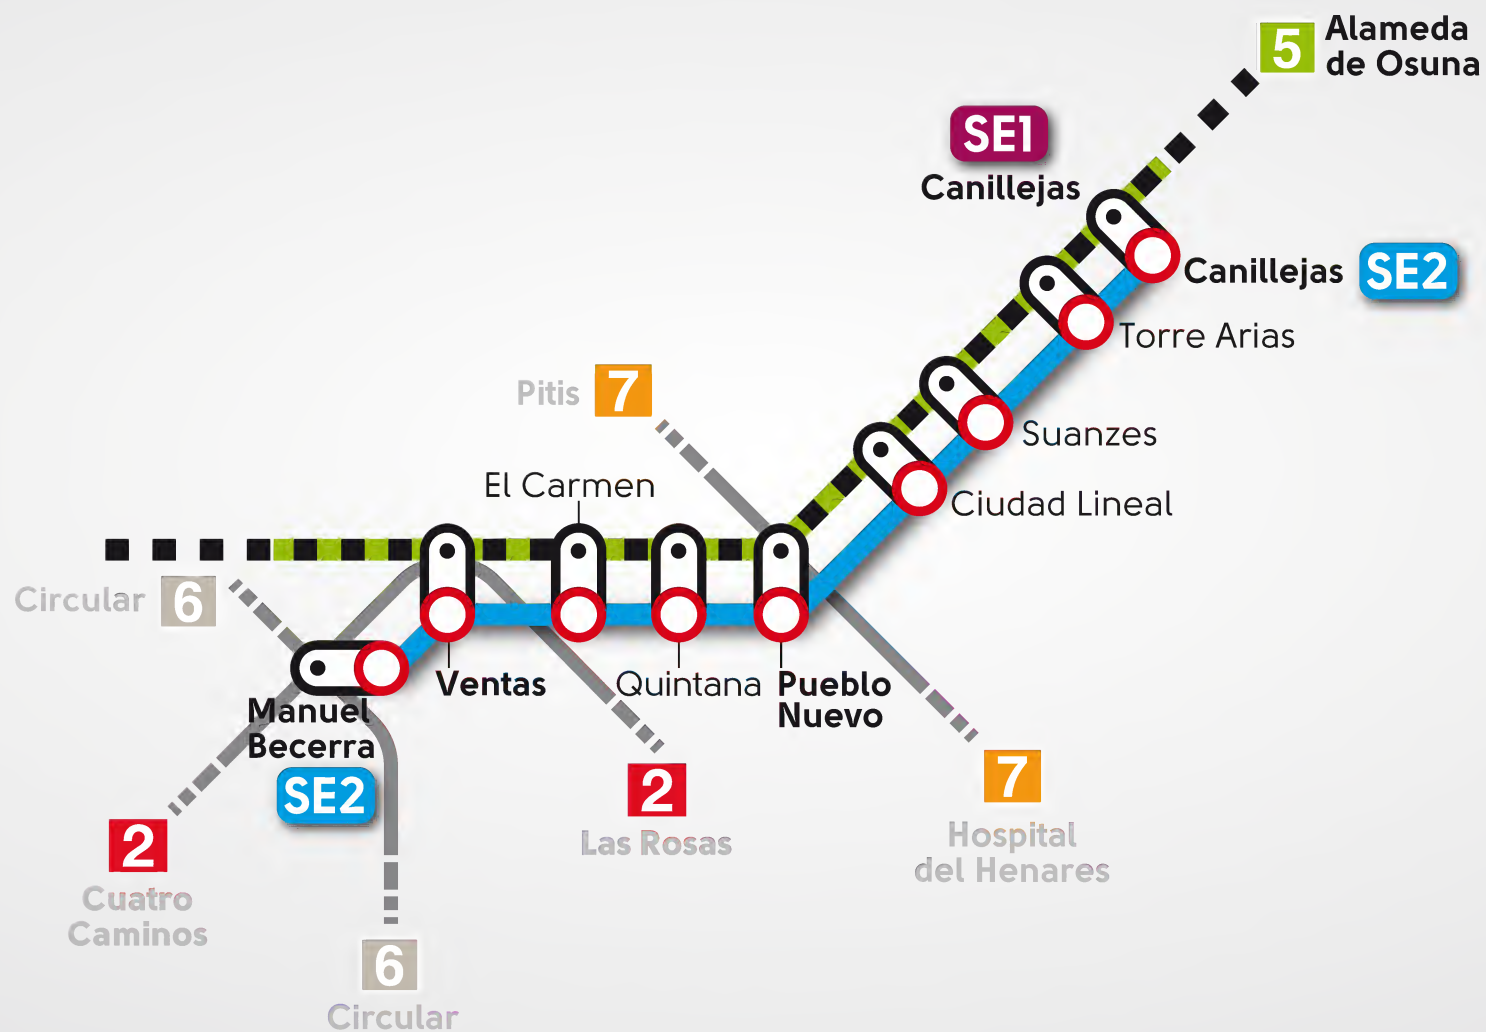 5
Alameda
de Osuna
SE1
Canillejas
Canillejas
SE2
Torre Arias
Pitis
7
Suanzes
El Carmen
Ciudad Lineal
Circular
6
Ventas
Quintana
Pueblo
Nuevo
Manuel
Becerra
SE2
2
Las Rosas
7
Hospital
del Henares
2
Cuatro
Caminos
6
Circular